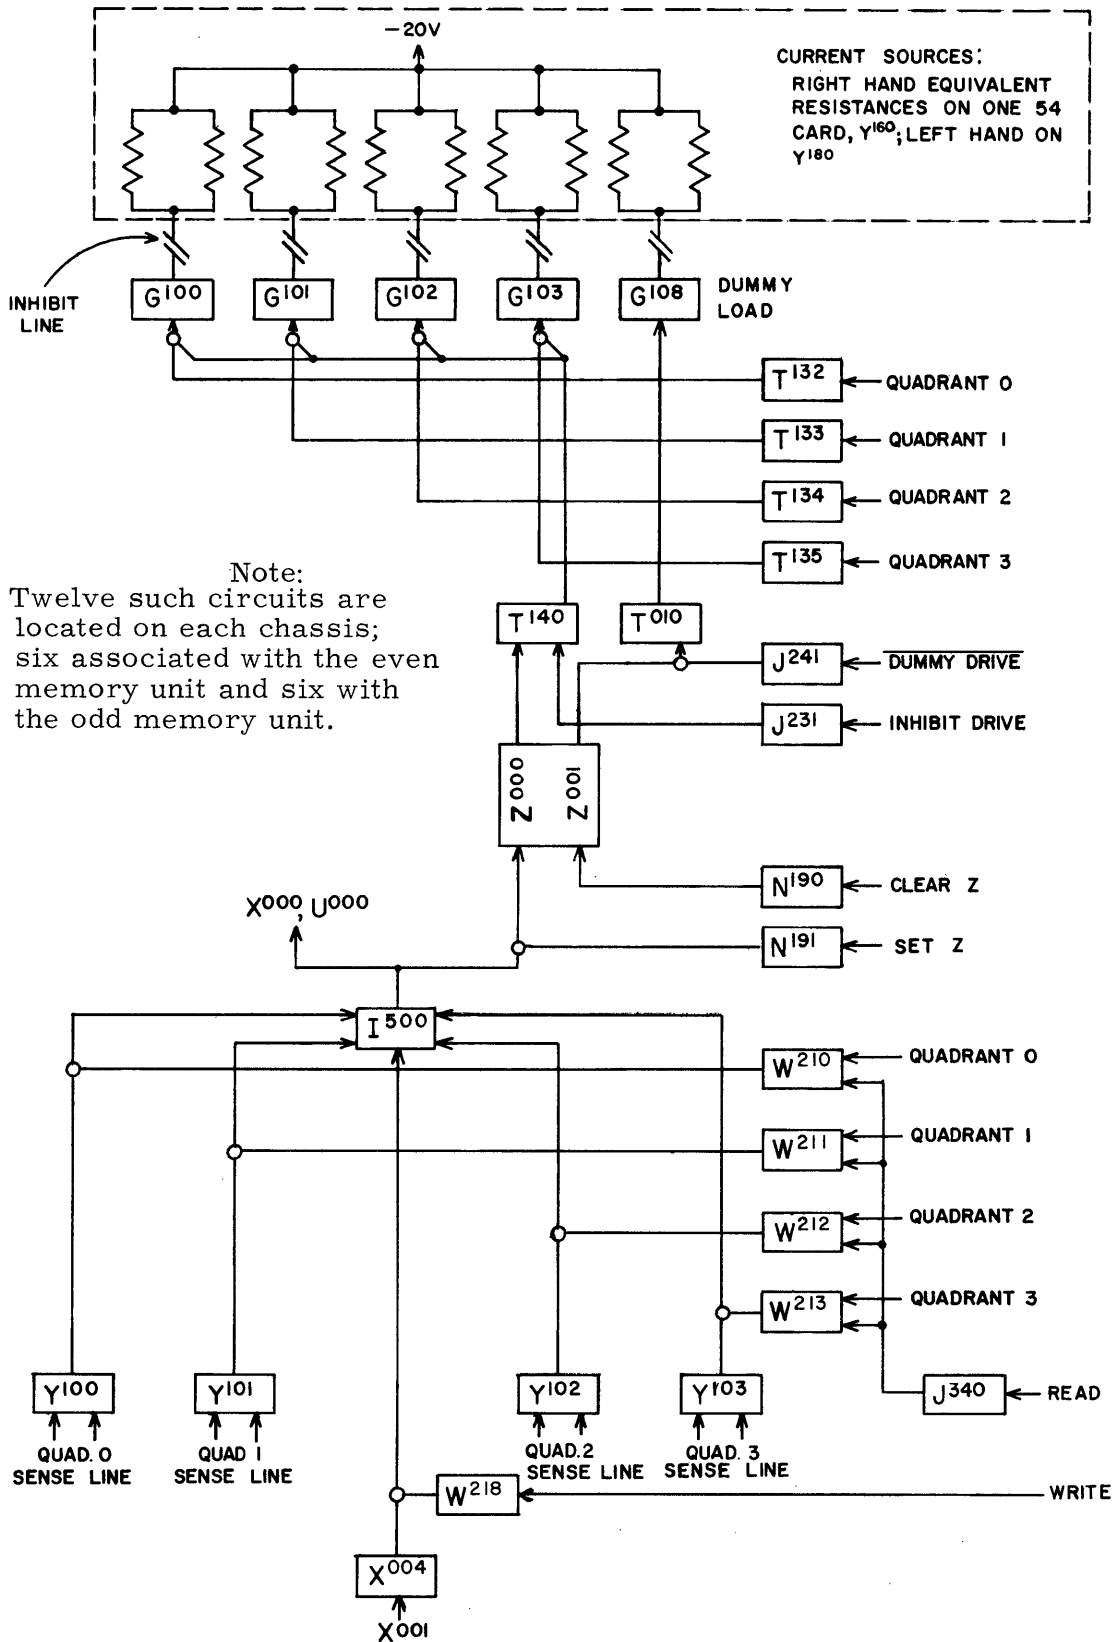 -20V
CURRENT SOURCES:
RIGHT HAND EQUIVALENT
RESISTANCES ON ONE 54
CARD, Y160; LEFT HAND ON
Y180
INHIBIT
LINE
G100
G101
G102
G103
G108
DUMMY
LOAD
T132
QUADRANT 0
T133
QUADRANT 1
T134
QUADRANT 2
T135
QUADRANT 3
Note:
Twelve such circuits are
located on each chassis;
six associated with the even
memory unit and six with
the odd memory unit.
T140
T010
J241
DUMMY DRIVE
J231
INHIBIT DRIVE
Z000
Z001
N190
CLEAR Z
X000, U000
N191
SET Z
I500
W210
QUADRANT 0
W211
QUADRANT 1
W212
QUADRANT 2
W213
QUADRANT 3
Y100
Y101
Y102
Y103
J340
READ
QUAD. 0
SENSE LINE
QUAD 1
SENSE LINE
QUAD. 2
SENSE LINE
QUAD. 3
SENSE LINE
W218
WRITE
X004
X001